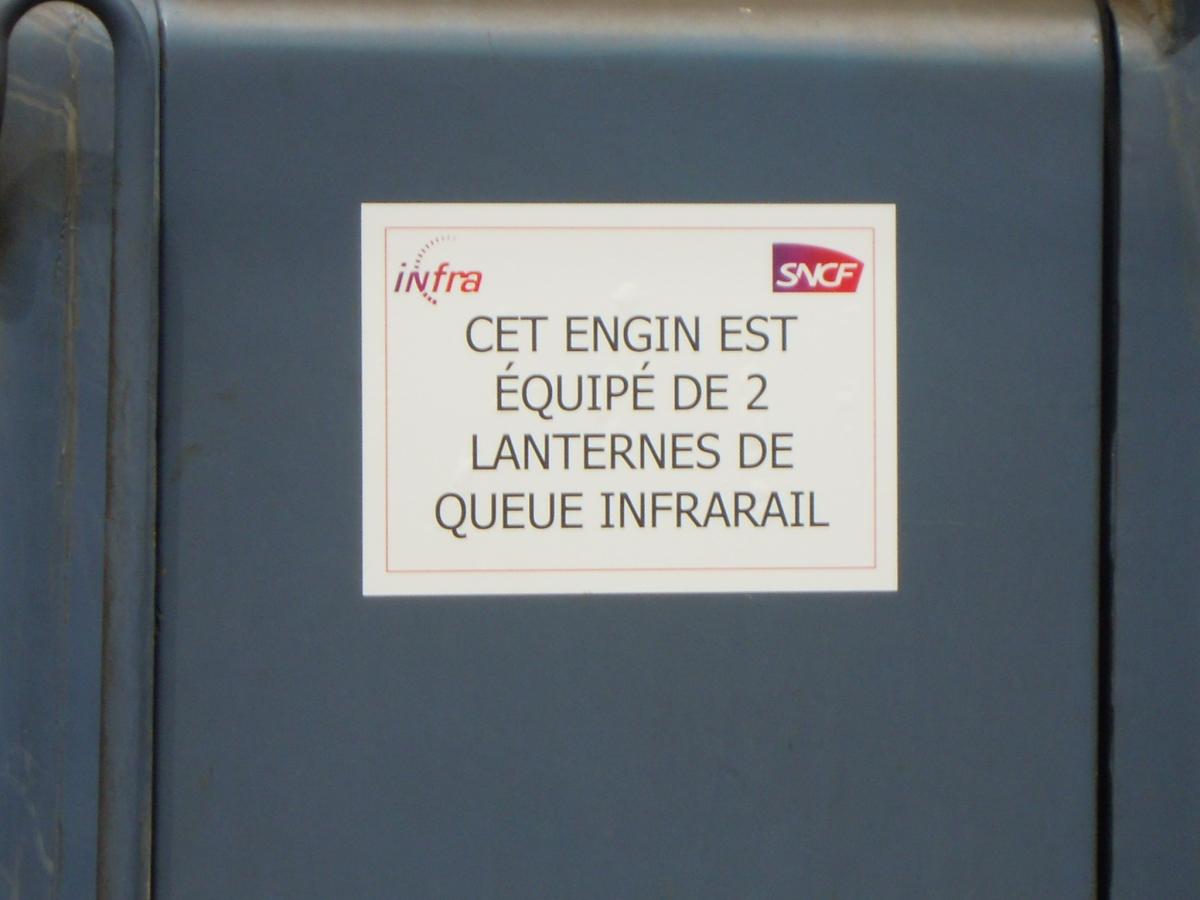 infra SNCF
CET ENGIN EST
ÉQUIPÉ DE 2
LANTERNES DE
QUEUE INFRARAIL